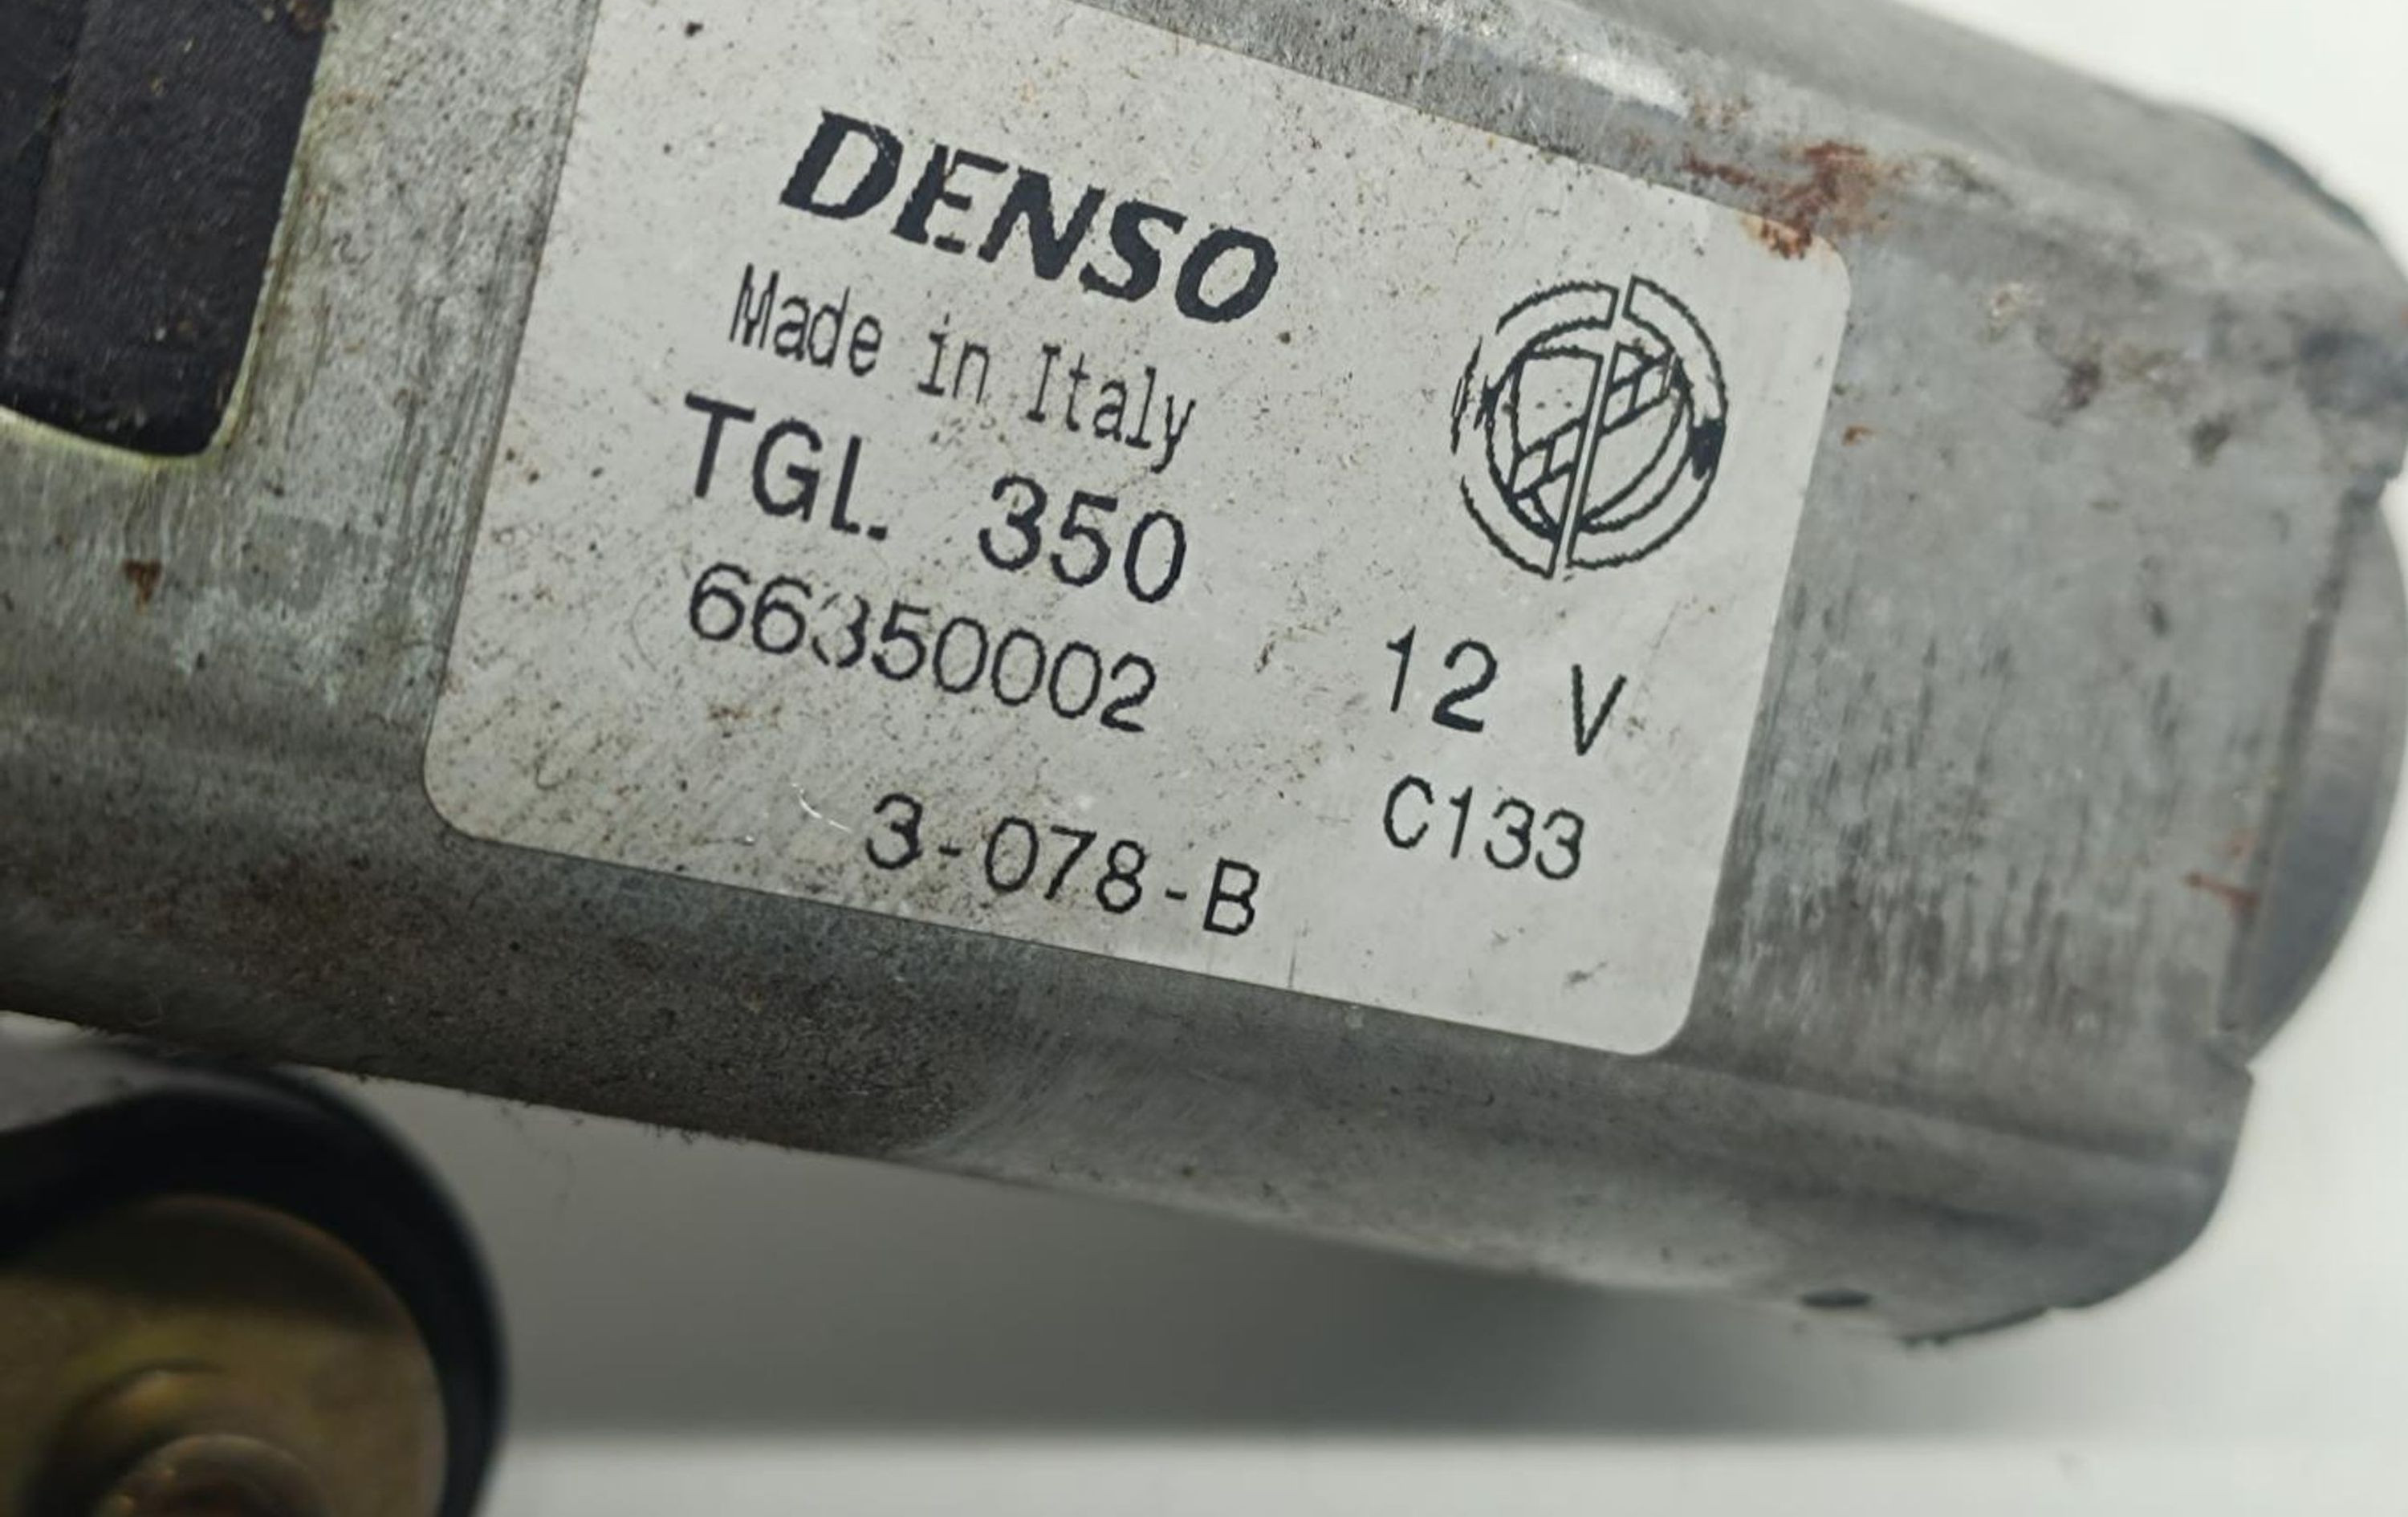 DENSO
Made in Italy
TGL. 350
66350002
12 V
C133
3-078-B